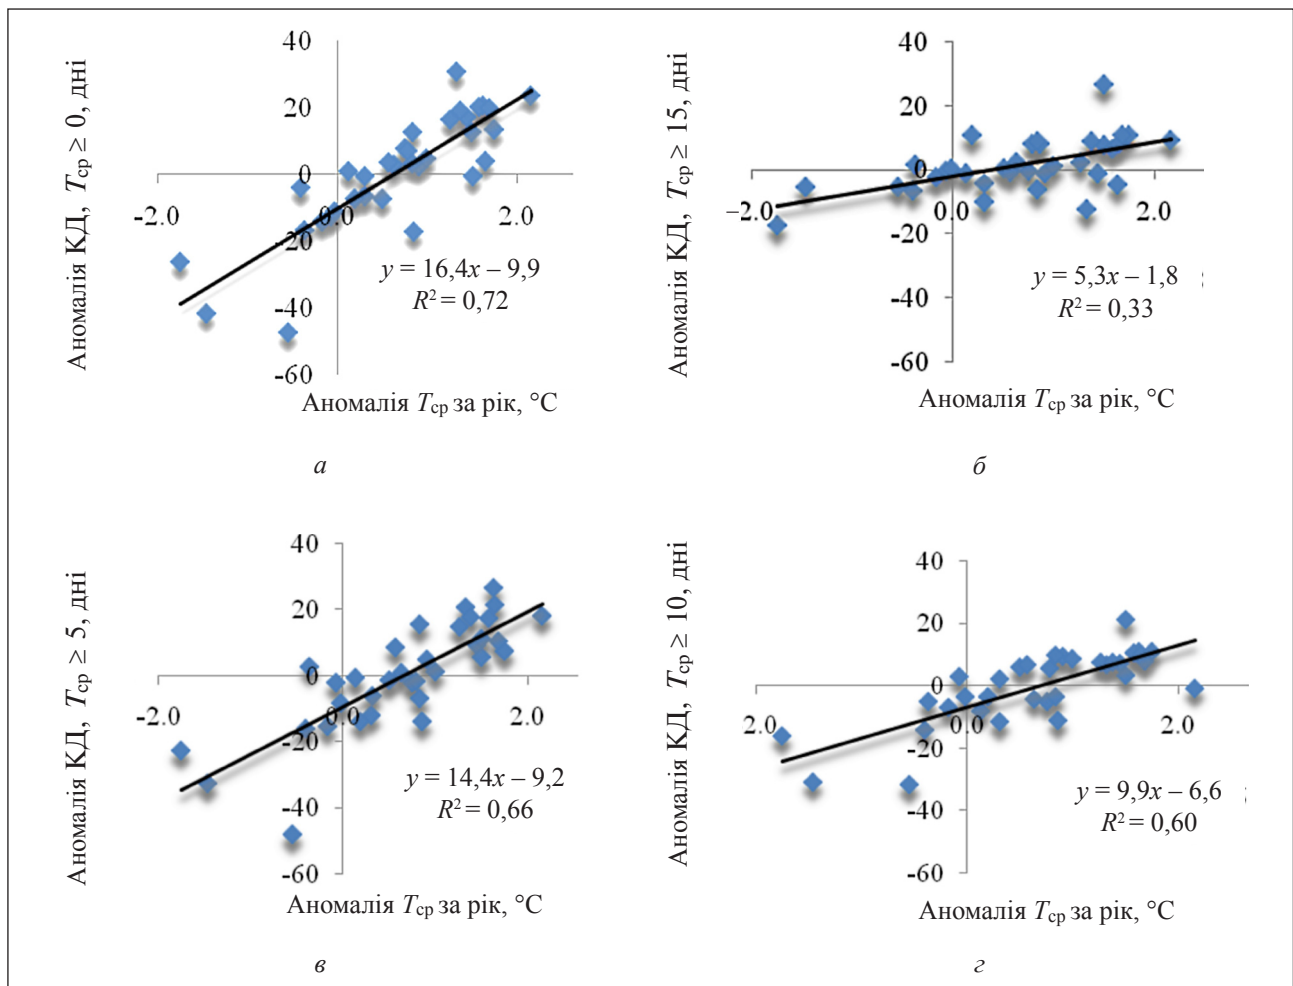 Аномалія КД, Tср ≥ 0, дні
40
20
0
-20
-40
-60
-2.0
0.0
2.0
y = 16,4x – 9,9
R² = 0,72
Аномалія Tср за рік, °C
а
Аномалія КД, Tср ≥ 15, дні
40
20
0
-20
-40
-60
−2.0
0.0
2.0
y = 5,3x – 1,8
R² = 0,33
Аномалія Tср за рік, °C
б
Аномалія КД, Tср ≥ 5, дні
40
20
0
-20
-40
-60
-2.0
0.0
2.0
y = 14,4x – 9,2
R² = 0,66
Аномалія Tср за рік, °C
в
Аномалія КД, Tср ≥ 10, дні
40
20
0
-20
-40
-60
2.0
0.0
2.0
y = 9,9x – 6,6
R² = 0,60
Аномалія Tср за рік, °C
г